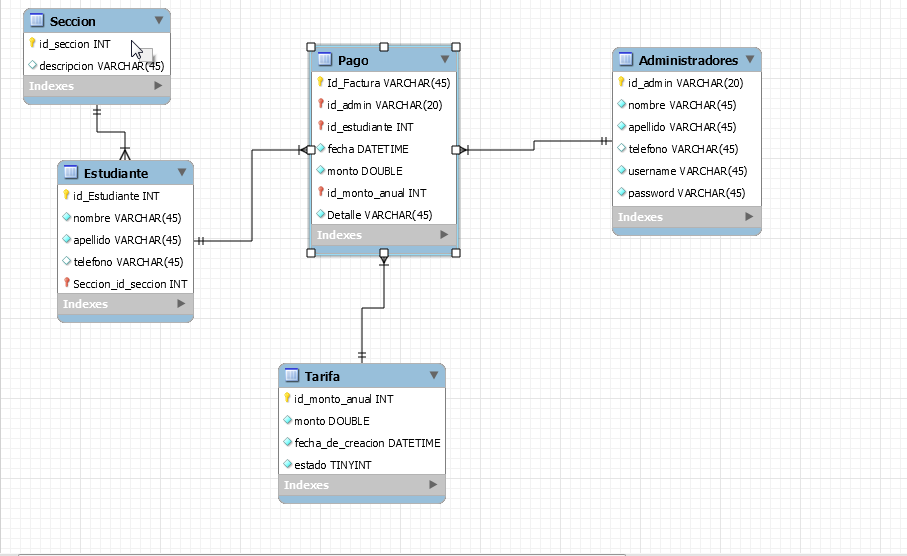 Seccion
id_seccion INT
descripcion VARCHAR(45)
Indexes
Estudiante
id_Estudiante INT
nombre VARCHAR(45)
apellido VARCHAR(45)
telefono VARCHAR(45)
Seccion_id_seccion INT
Indexes
Pago
Id_Factura VARCHAR(45)
id_admin VARCHAR(20)
id_estudiante INT
fecha DATETIME
monto DOUBLE
id_monto_anual INT
Detalle VARCHAR(45)
Indexes
Administradores
id_admin VARCHAR(20)
nombre VARCHAR(45)
apellido VARCHAR(45)
telefono VARCHAR(45)
username VARCHAR(45)
password VARCHAR(45)
Indexes
Tarifa
id_monto_anual INT
monto DOUBLE
fecha_de_creacion DATETIME
estado TINYINT
Indexes